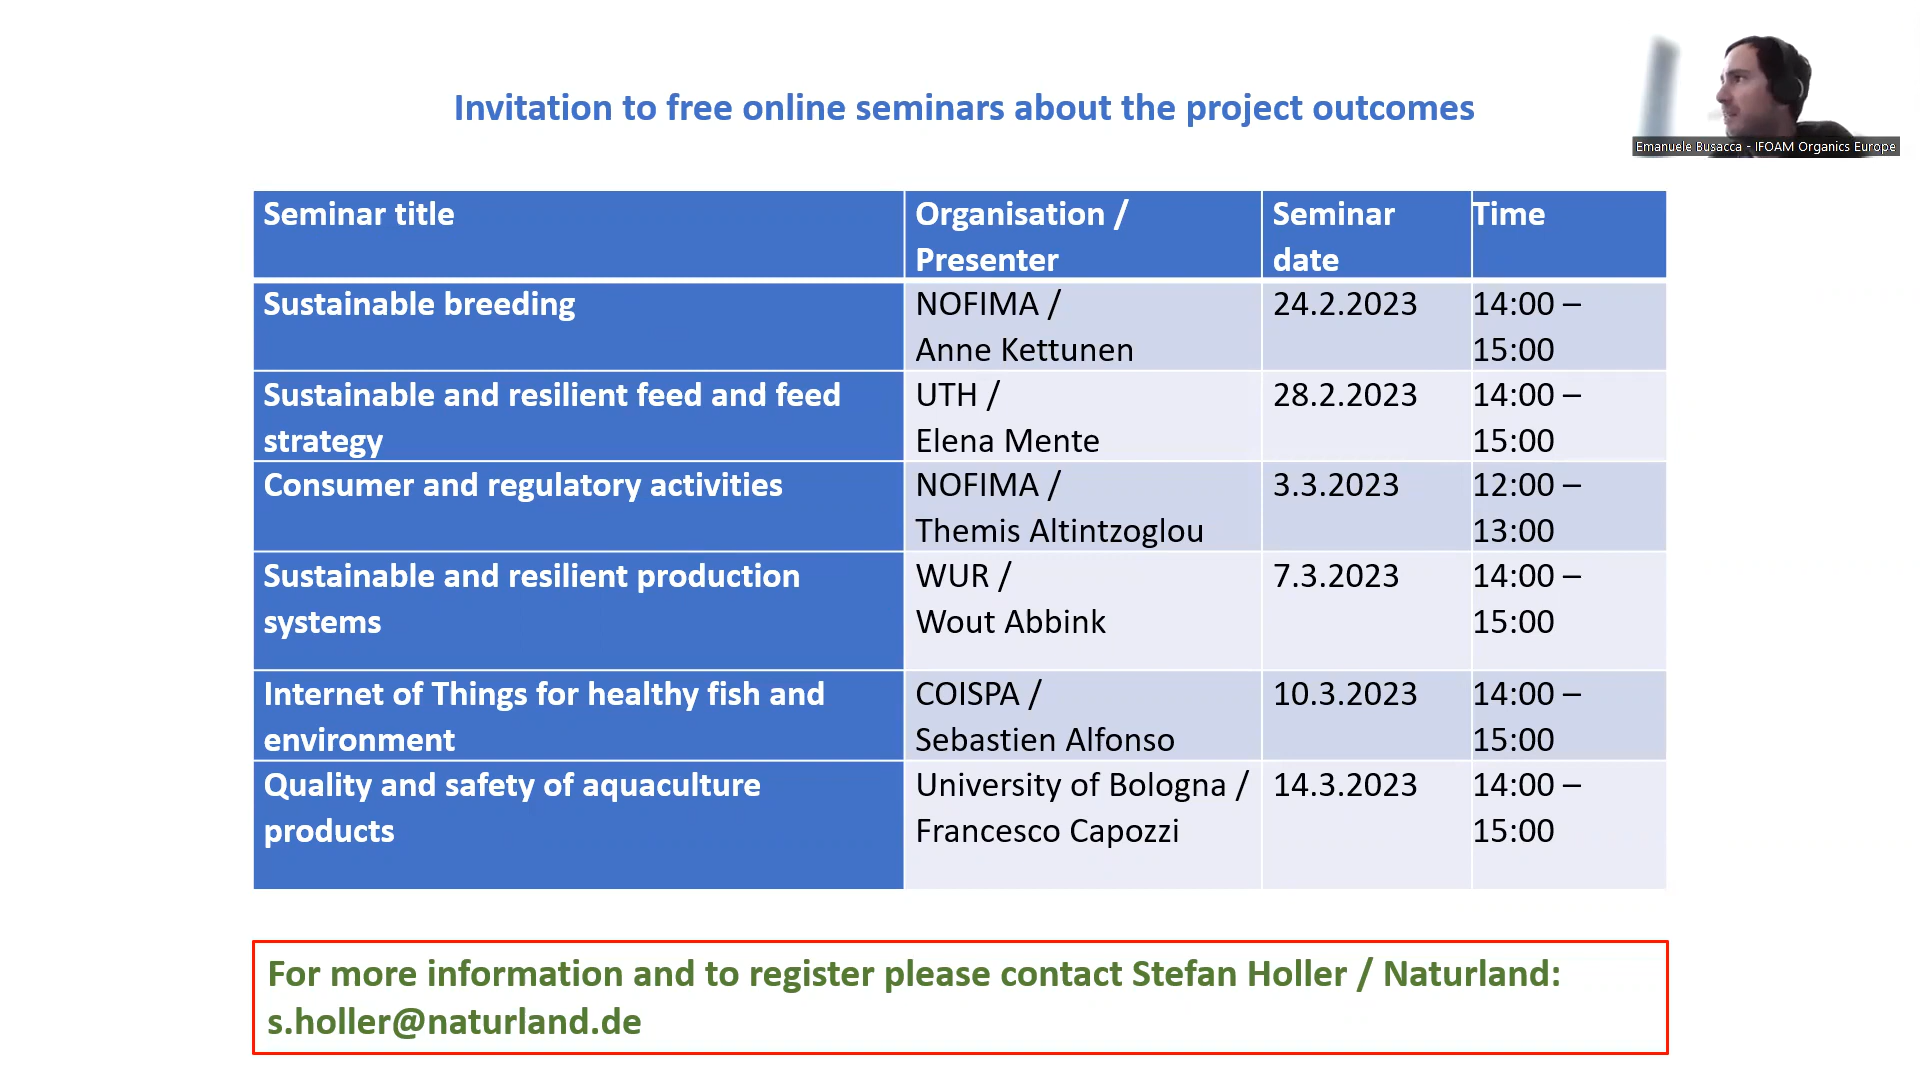 Invitation to free online seminars about the project outcomes
Emanuele Busacca - IFOAM Organics Europe
Seminar title
Organisation /
Presenter
Seminar
date
Time
Sustainable breeding
NOFIMA /
Anne Kettunen
24.2.2023
14:00 –
15:00
Sustainable and resilient feed and feed
strategy
UTH /
Elena Mente
28.2.2023
14:00 –
15:00
Consumer and regulatory activities
NOFIMA /
Themis Altintzoglou
3.3.2023
12:00 –
13:00
Sustainable and resilient production
systems
WUR /
Wout Abbink
7.3.2023
14:00 –
15:00
Internet of Things for healthy fish and
environment
COISPA /
Sebastien Alfonso
10.3.2023
14:00 –
15:00
Quality and safety of aquaculture
products
University of Bologna /
Francesco Capozzi
14.3.2023
14:00 –
15:00
For more information and to register please contact Stefan Holler / Naturland:
s.holler@naturland.de